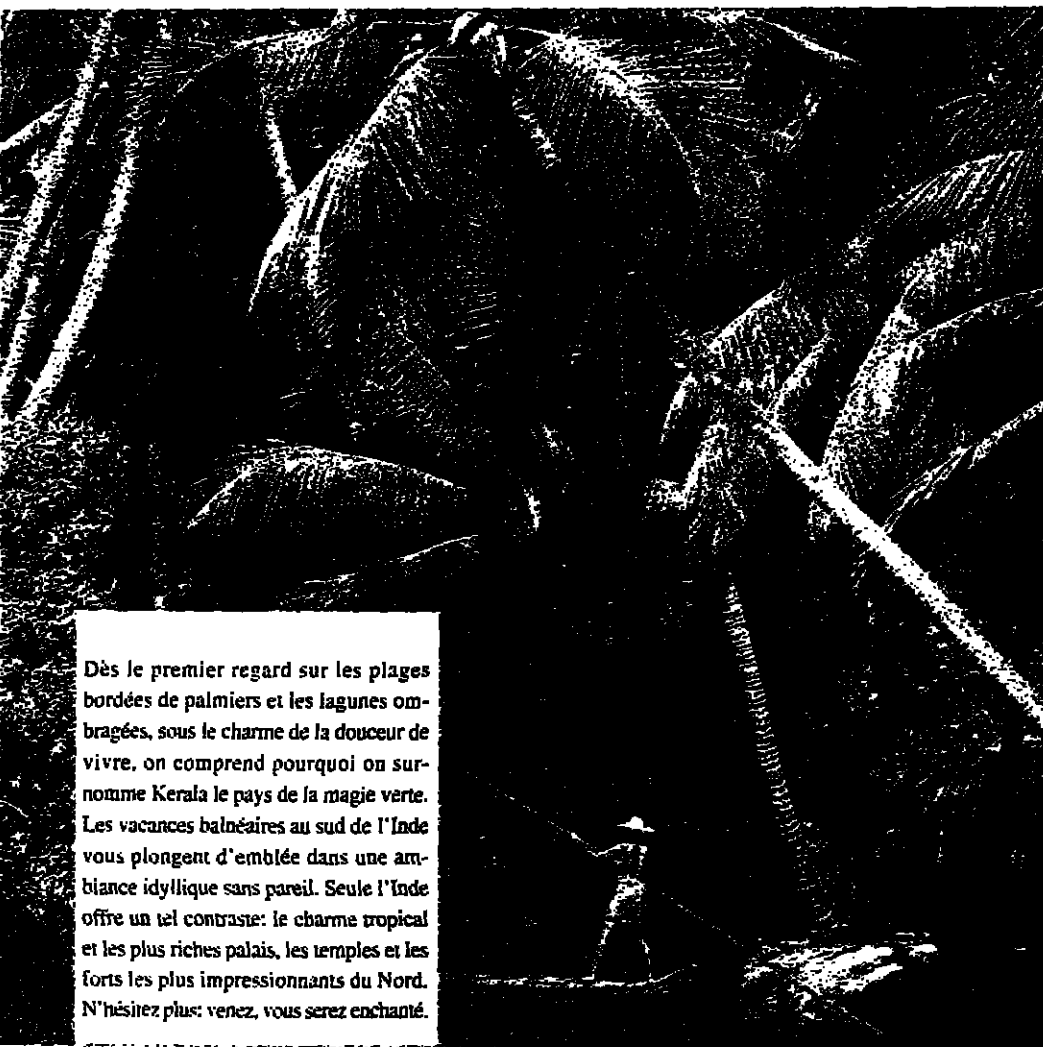 Dès le premier regard sur les plages
bordées de palmiers et les lagunes om-
bragées, sous le charme de la douceur de
vivre, on comprend pourquoi on sur-
nomme Kerala le pays de la magie verte.
Les vacances balnéaires au sud de l'Inde
vous plongent d'emblée dans une am-
biance idyllique sans pareil. Seule l'Inde
offre un tel contraste: le charme tropical
et les plus riches palais, les temples et les
forts les plus impressionnants du Nord.
N'hésitez plus: venez, vous serez enchanté.